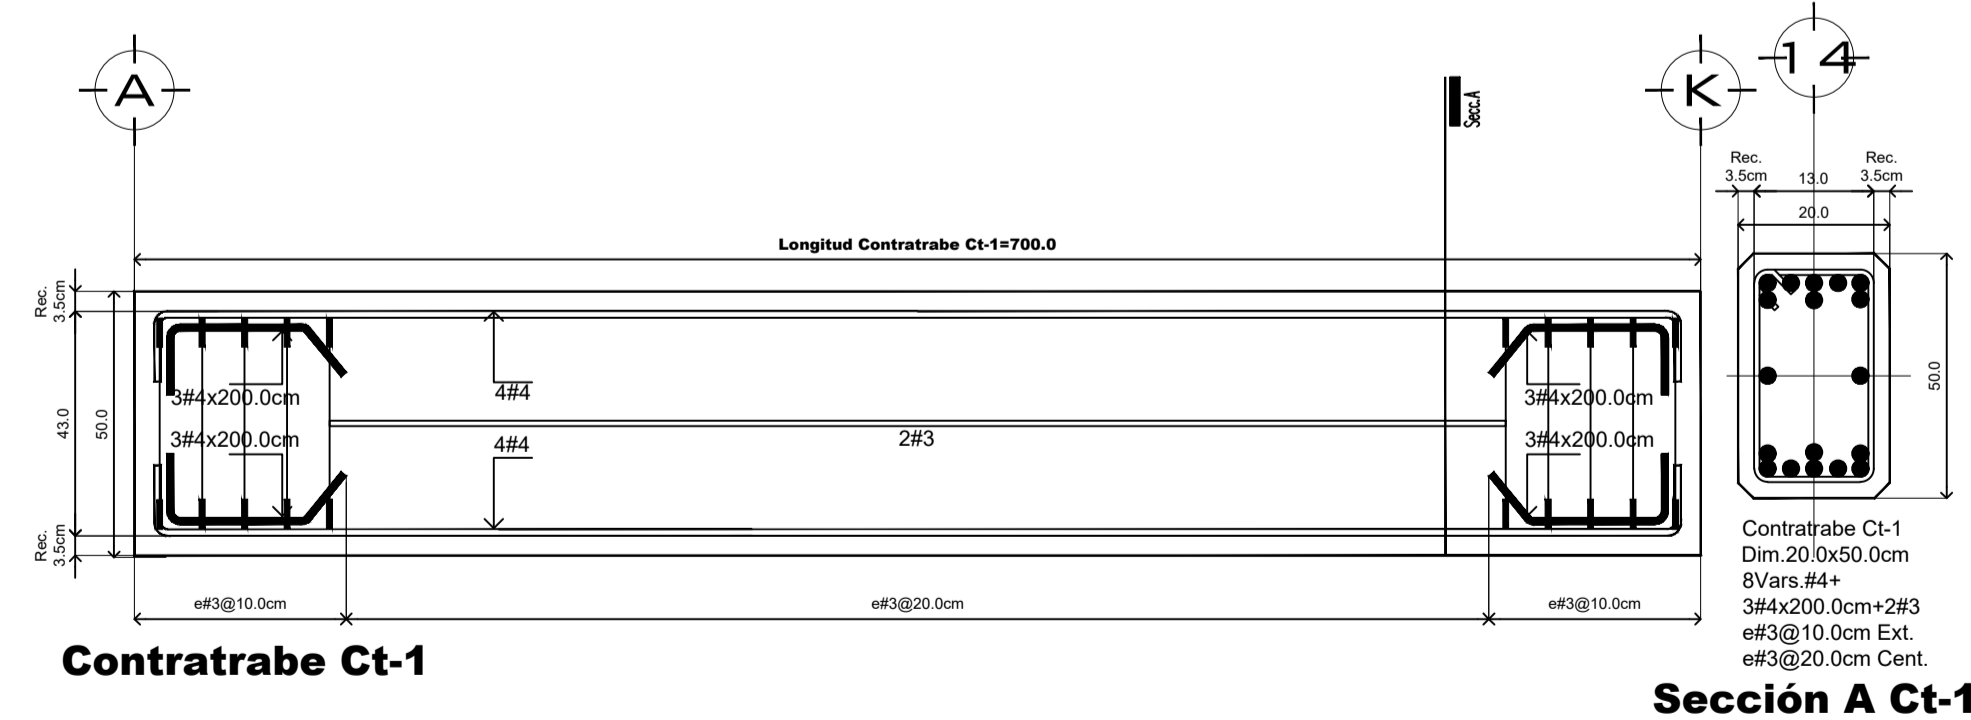 A
K
14
Secc.A
Rec.
3.5cm
13.0
Rec.
3.5cm
20.0
Longitud Contratrabe Ct-1=700.0
Rec.
3.5cm
43.0
50.0
Rec.
3.5cm
3#4x200.0cm
3#4x200.0cm
4#4
4#4
2#3
3#4x200.0cm
3#4x200.0cm
50.0
e#3@10.0cm
e#3@20.0cm
e#3@10.0cm
Contratrabe Ct-1
Contratrabe Ct-1
Dim.20.0x50.0cm
8Vars.#4+
3#4x200.0cm+2#3
e#3@10.0cm Ext.
e#3@20.0cm Cent.
Sección A Ct-1